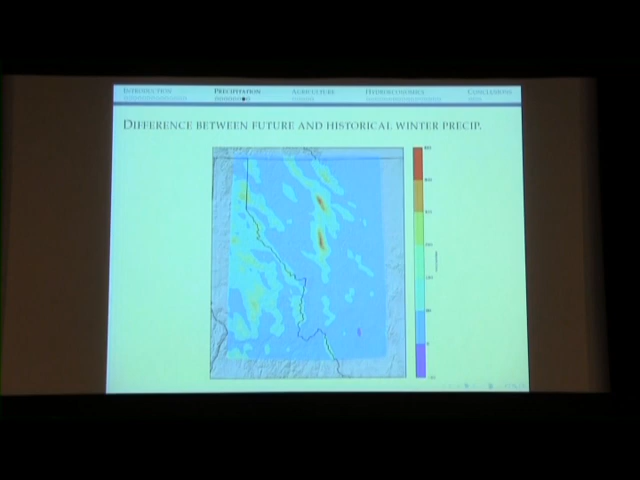 INTRODUCTION PRECIPITATION AGRICULTURE HYDROECONOMICS CONCLUSIONS
DIFFERENCE BETWEEN FUTURE AND HISTORICAL WINTER PRECIP.